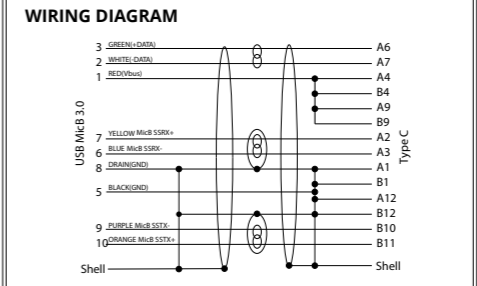 WIRING DIAGRAM
3 GREEN(+DATA) A6
2 WHITE(-DATA) A7
1 RED(Vbus) A4
B4
A9
B9
7 YELLOW MicB SSRX+ A2
6 BLUE MicB SSRX- A3
8 DRAIN(GND) A1
B1
5 BLACK(GND)
A12
B12
9 PURPLE MicB SSTX- B10
10 ORANGE MicB SSTX+ B11
Shell Shell
USB MicB 3.0
Type C